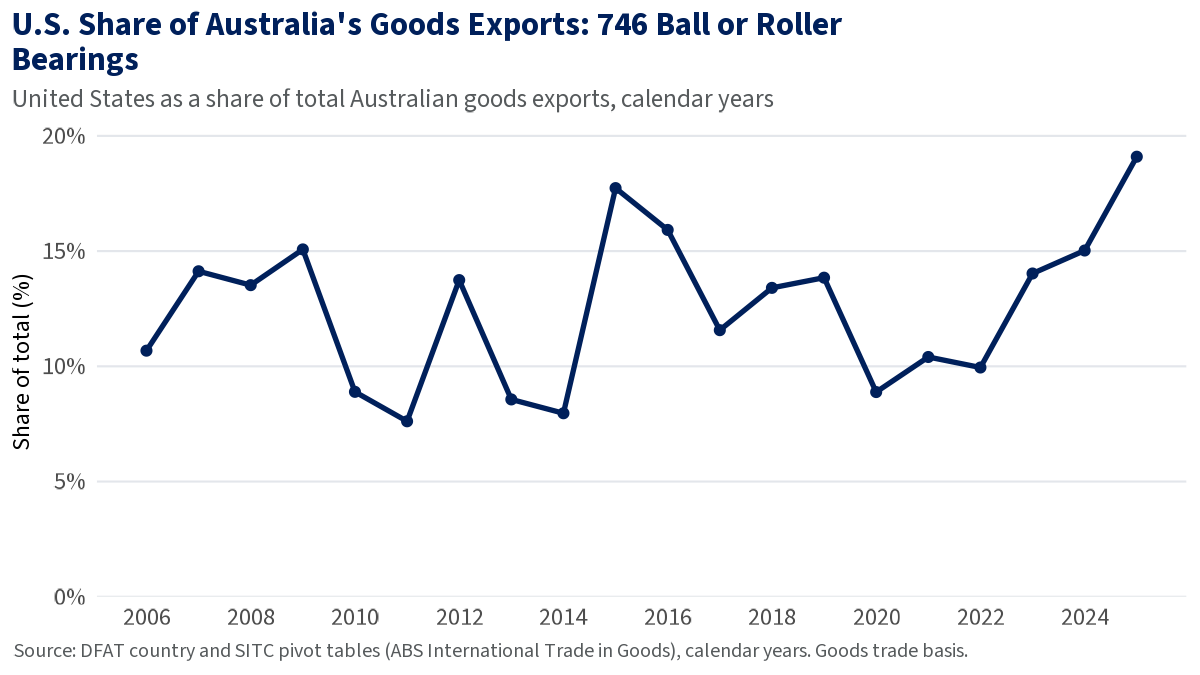 U.S. Share of Australia's Goods Exports: 746 Ball or Roller
Bearings
United States as a share of total Australian goods exports, calendar years
20%
15%
10%
5%
0%
Share of total (%)
2006 2008 2010 2012 2014 2016 2018 2020 2022 2024
Source: DFAT country and SITC pivot tables (ABS International Trade in Goods), calendar years. Goods trade basis.